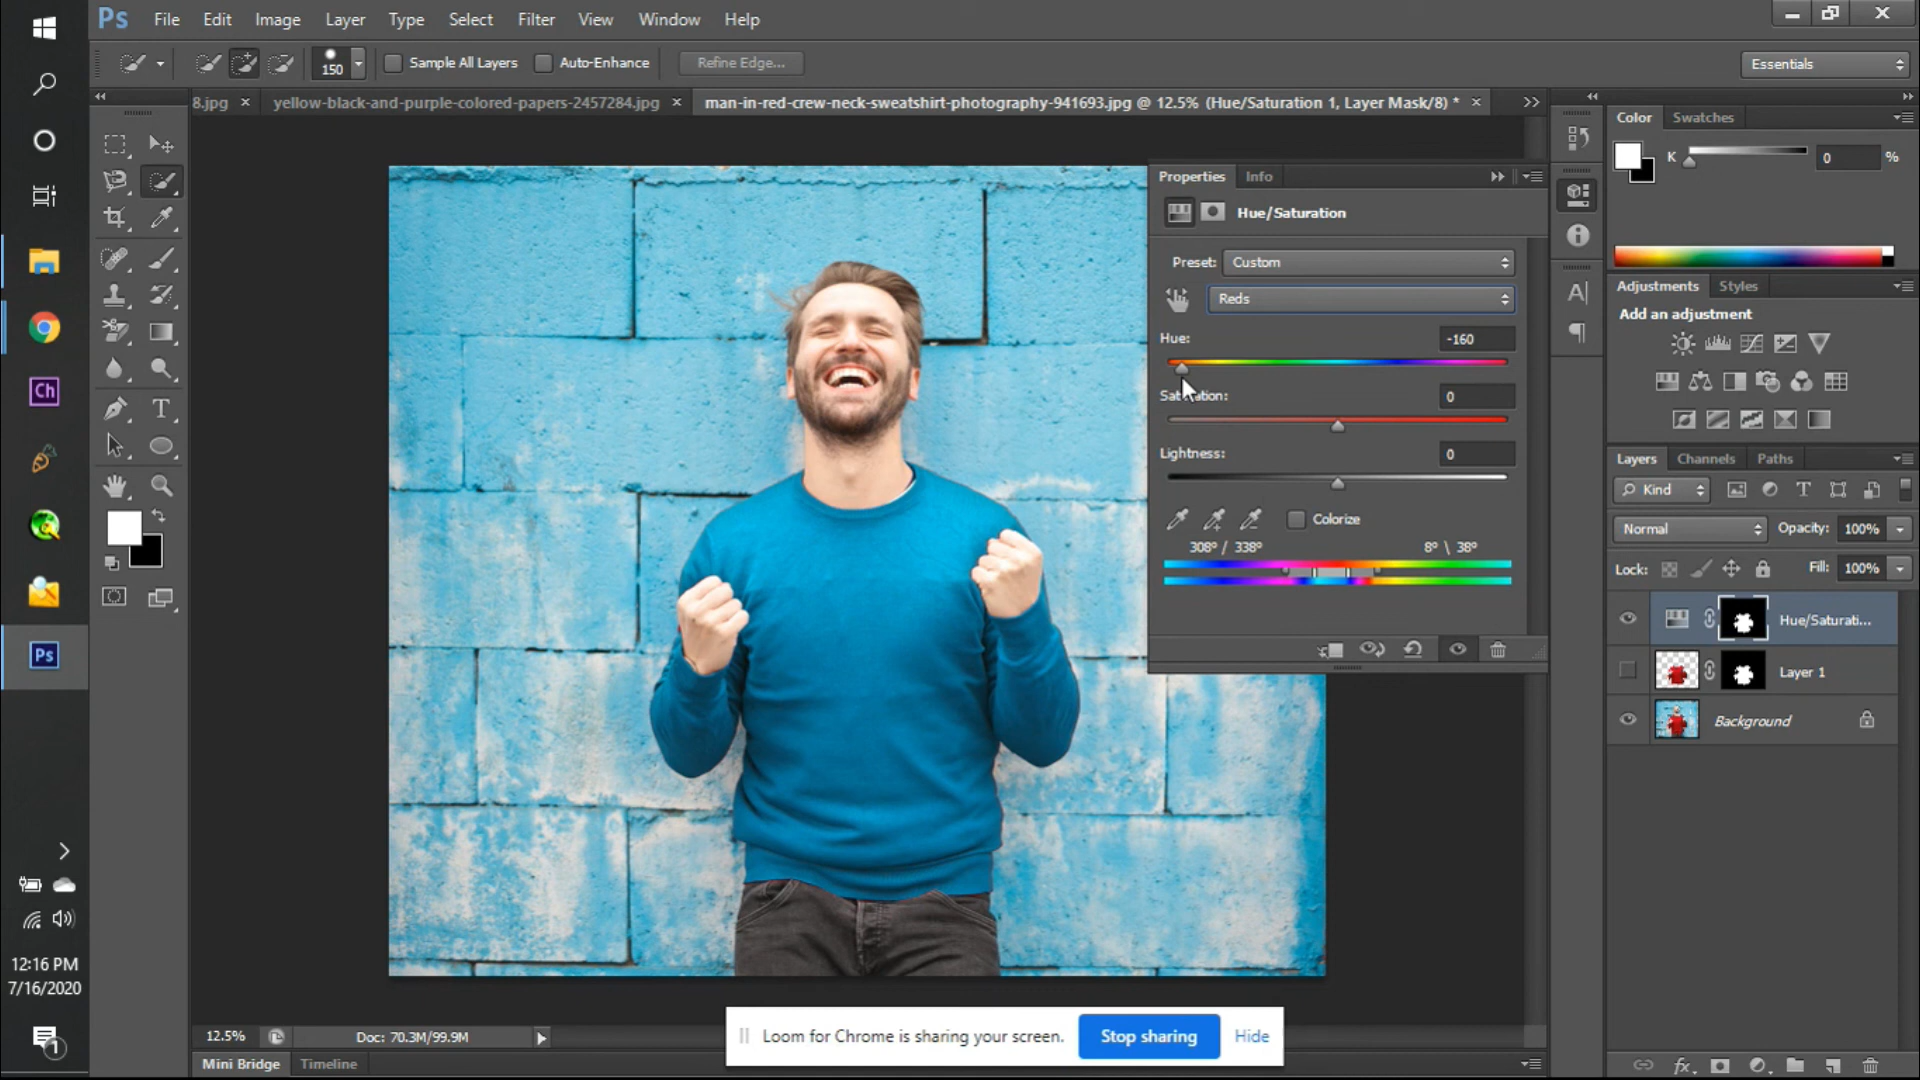 Ps File Edit Image Layer Type Select Filter View Window Help
150 Sample All Layers Auto-Enhance Refine Edge... Essentials
8.jpg × yellow-black-and-purple-colored-papers-2457284.jpg × man-in-red-crew-neck-sweatshirt-photography-941693.jpg @ 12.5% (Hue/Saturation 1, Layer Mask/8) * ×
Color Swatches
K 0 %
Properties Info
Hue/Saturation
Preset: Custom
Reds
Hue: -160
Saturation: 0
Lightness: 0
Colorize
308° / 338° 8° \ 38°
Adjustments Styles
Add an adjustment
Layers Channels Paths
Kind
Normal Opacity: 100%
Lock: Fill: 100%
Hue/Saturati...
Layer 1
Background
Ch
Ps
12:16 PM
7/16/2020
1
12.5% Doc: 70.3M/99.9M
Loom for Chrome is sharing your screen. Stop sharing Hide
Mini Bridge Timeline